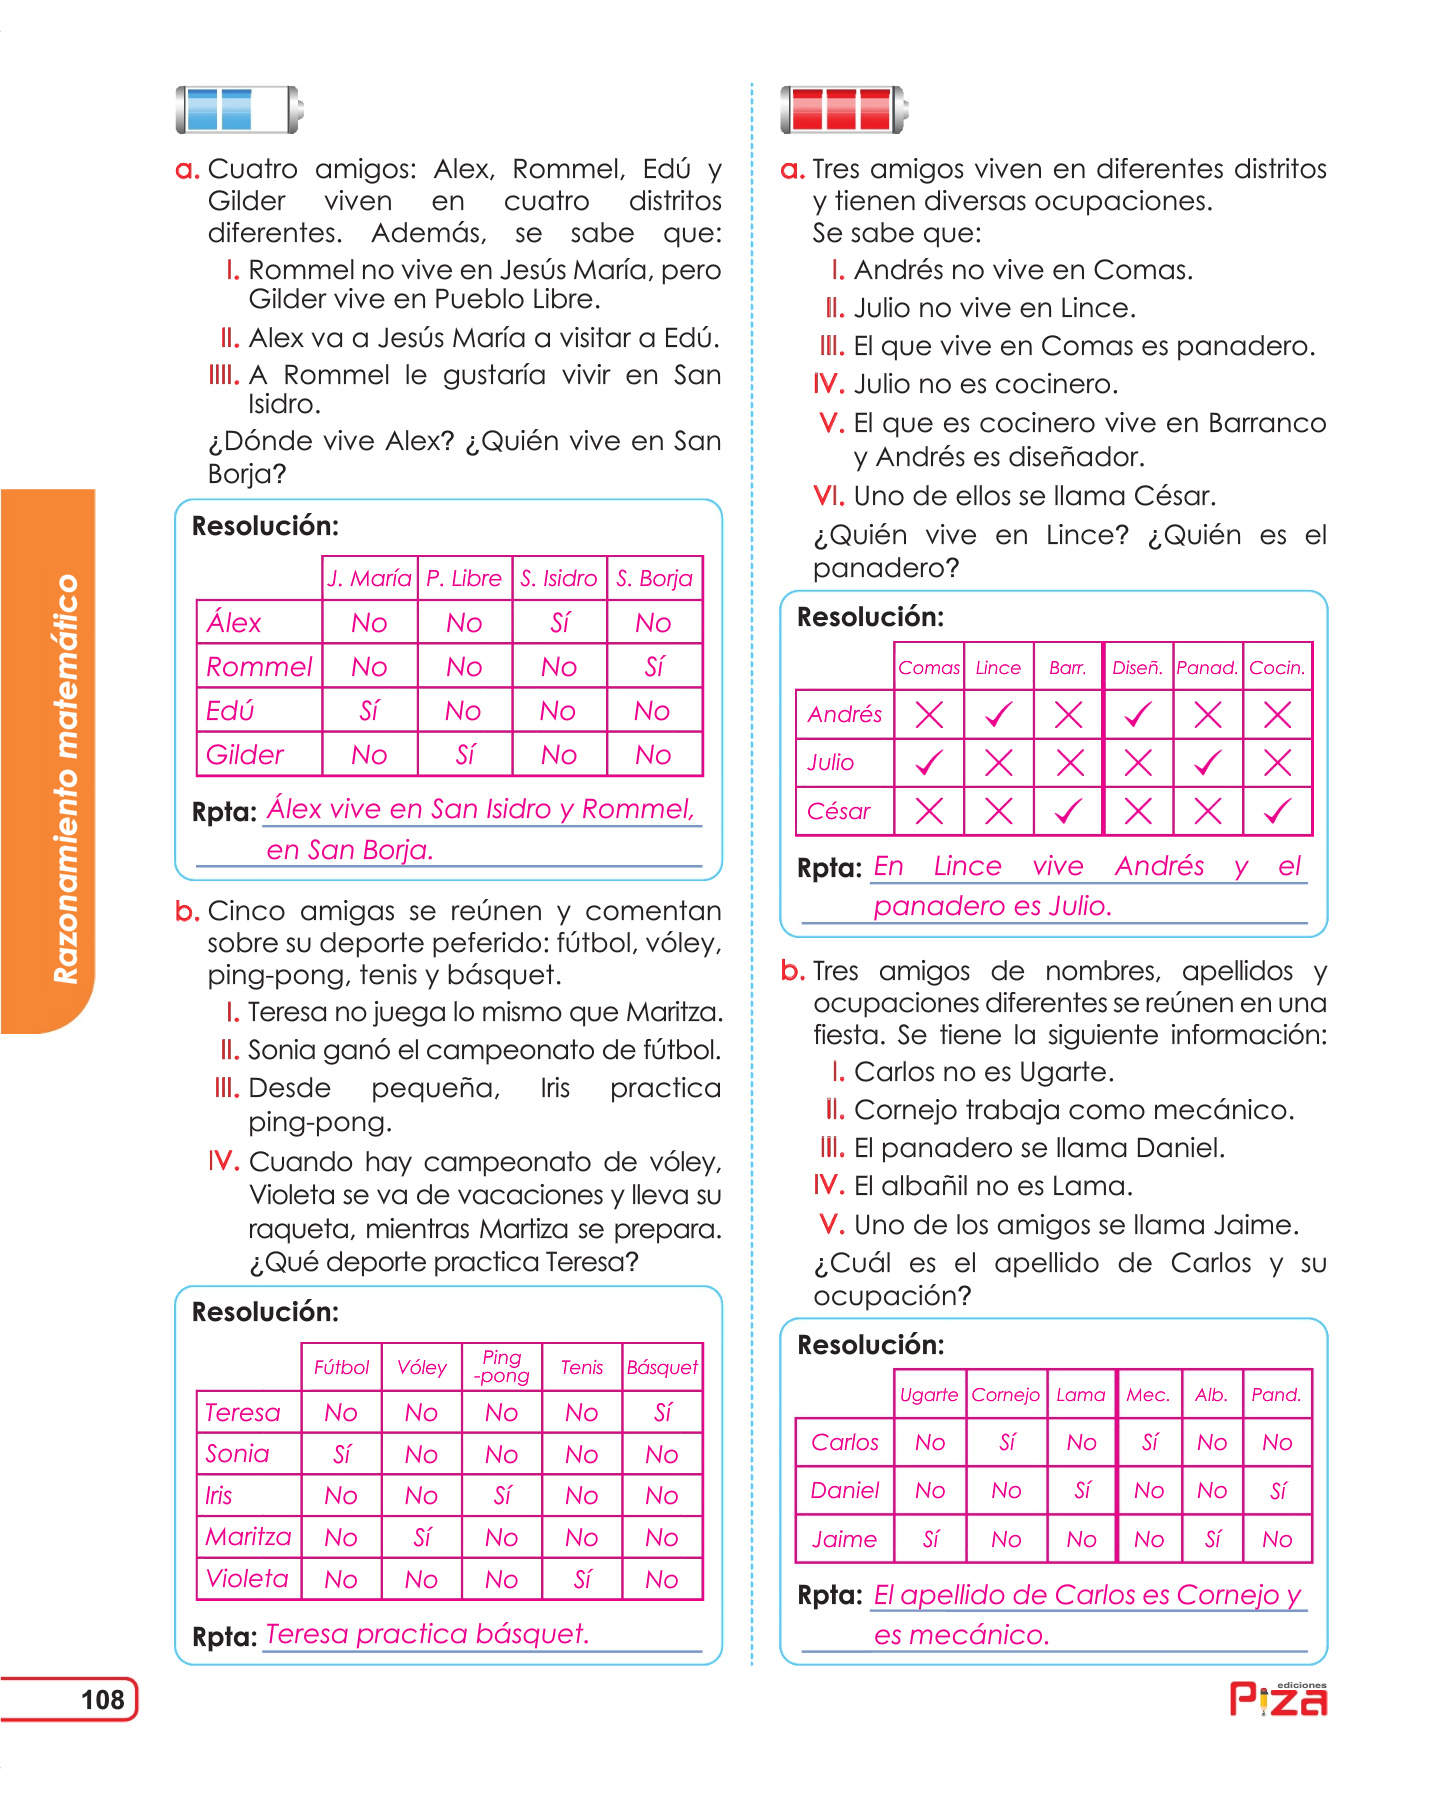 a. Cuatro amigos: Alex, Rommel, Edú y
Gilder viven en cuatro distritos
diferentes. Además, se sabe que:
I. Rommel no vive en Jesús María, pero
Gilder vive en Pueblo Libre.
II. Alex va a Jesús María a visitar a Edú.
IIII. A Rommel le gustaría vivir en San
Isidro.
¿Dónde vive Alex? ¿Quién vive en San
Borja?
Resolución:
J. María P. Libre S. Isidro S. Borja
Álex No No Sí No
Rommel No No No Sí
Edú Sí No No No
Gilder No Sí No No
Rpta: Álex vive en San Isidro y Rommel,
en San Borja.
b. Cinco amigas se reúnen y comentan
sobre su deporte peferido: fútbol, vóley,
ping-pong, tenis y básquet.
I. Teresa no juega lo mismo que Maritza.
II. Sonia ganó el campeonato de fútbol.
III. Desde pequeña, Iris practica
ping-pong.
IV. Cuando hay campeonato de vóley,
Violeta se va de vacaciones y lleva su
raqueta, mientras Martiza se prepara.
¿Qué deporte practica Teresa?
Resolución:
Fútbol Vóley Ping
-pong Tenis Básquet
Teresa No No No No Sí
Sonia Sí No No No No
Iris No No Sí No No
Maritza No Sí No No No
Violeta No No No Sí No
Rpta: Teresa practica básquet.
a. Tres amigos viven en diferentes distritos
y tienen diversas ocupaciones.
Se sabe que:
I. Andrés no vive en Comas.
II. Julio no vive en Lince.
III. El que vive en Comas es panadero.
IV. Julio no es cocinero.
V. El que es cocinero vive en Barranco
y Andrés es diseñador.
VI. Uno de ellos se llama César.
¿Quién vive en Lince? ¿Quién es el
panadero?
Resolución:
Comas Lince Barr. Diseñ. Panad. Cocin.
Andrés
Julio
César
Rpta: En Lince vive Andrés y el
panadero es Julio.
b. Tres amigos de nombres, apellidos y
ocupaciones diferentes se reúnen en una
fiesta. Se tiene la siguiente información:
I. Carlos no es Ugarte.
II. Cornejo trabaja como mecánico.
III. El panadero se llama Daniel.
IV. El albañil no es Lama.
V. Uno de los amigos se llama Jaime.
¿Cuál es el apellido de Carlos y su
ocupación?
Resolución:
Ugarte Cornejo Lama Mec. Alb. Pand.
Carlos No Sí No Sí No No
Daniel No No Sí No No Sí
Jaime Sí No No No Sí No
Rpta: El apellido de Carlos es Cornejo y
es mecánico.
Razonamiento matemático
108
ediciones
Piza